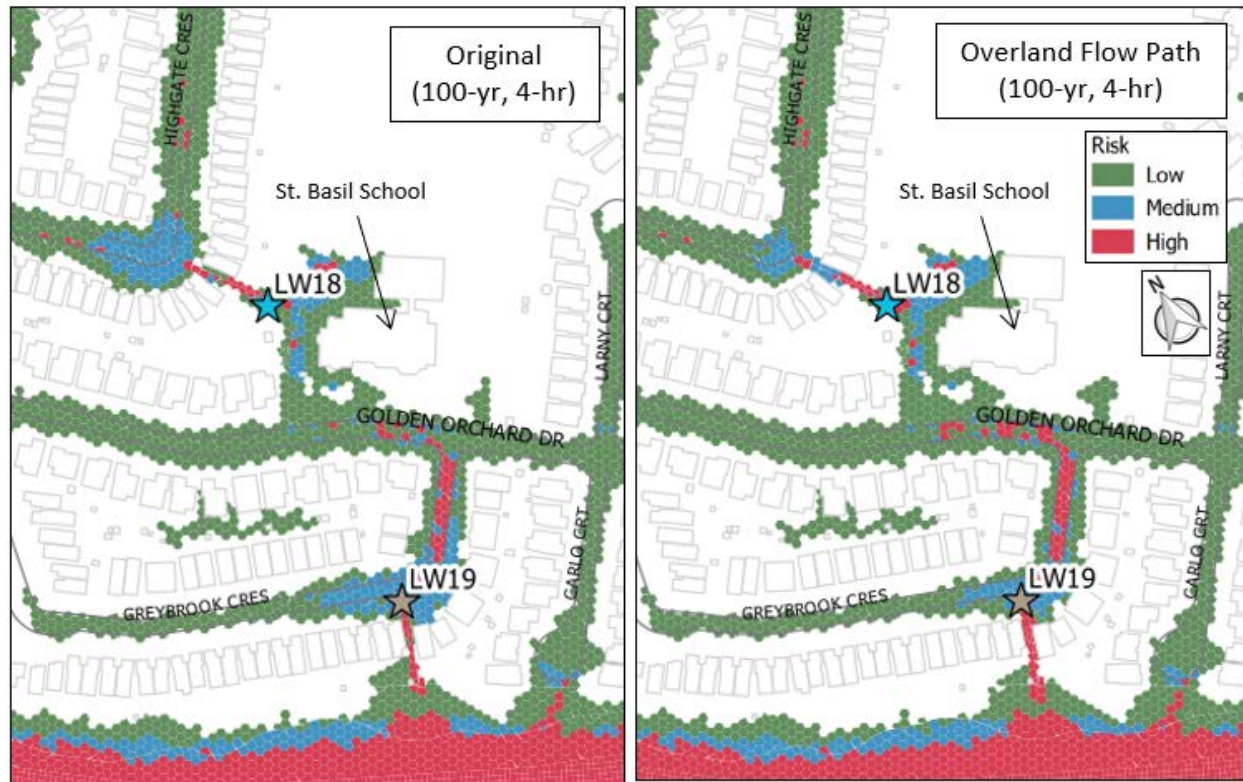 Original
(100-yr, 4-hr)
HIGHGATE CRES
St. Basil School
LW18
LARNY CRT
GOLDEN ORCHARD DR
CARLO CRT
LW19
GREYBROOK CRES
Overland Flow Path
(100-yr, 4-hr)
Risk
Low
Medium
High
N
HIGHGATE CRES
St. Basil School
LW18
LARNY CRT
GOLDEN ORCHARD DR
CARLO CRT
LW19
GREYBROOK CRES